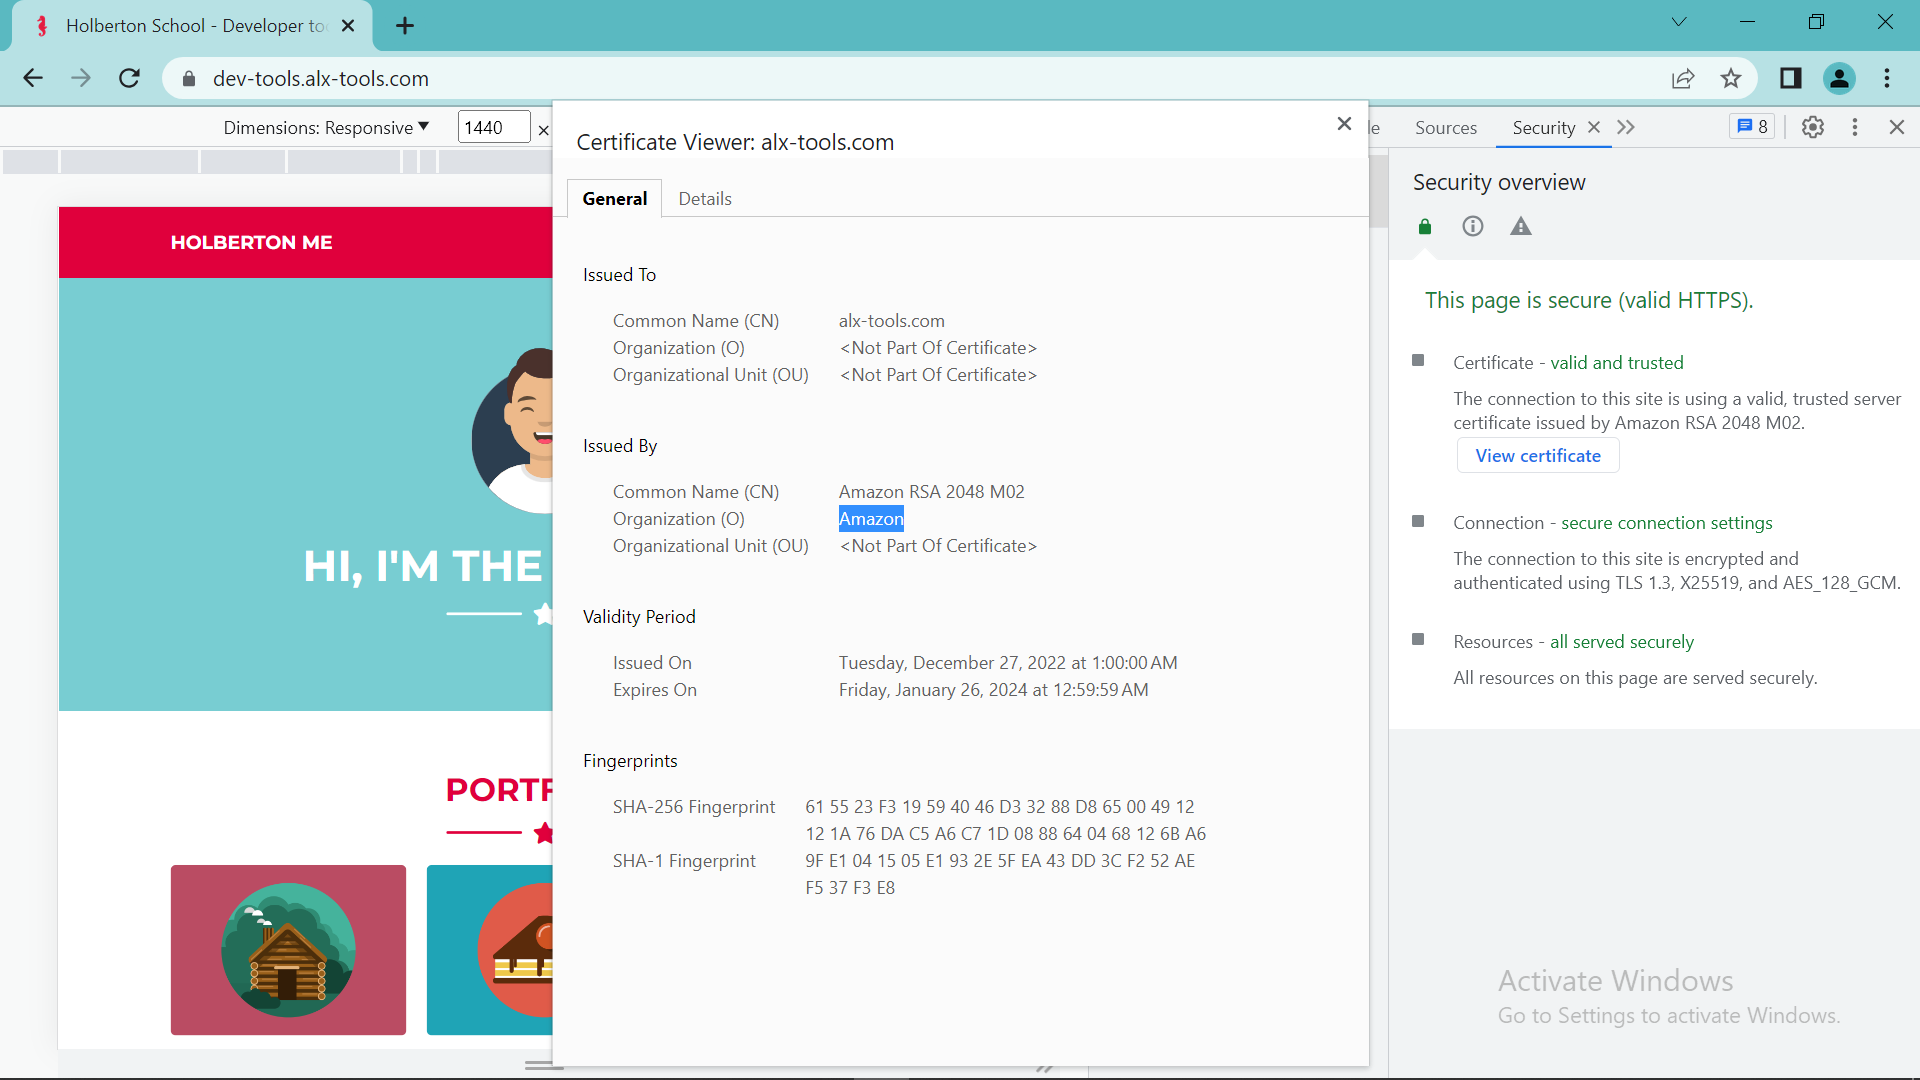 Holberton School - Developer to
dev-tools.alx-tools.com
Dimensions: Responsive
1440
×
Sources
Security
8
Certificate Viewer: alx-tools.com
General
Details
Issued To
Common Name (CN) alx-tools.com
Organization (O) <Not Part Of Certificate>
Organizational Unit (OU) <Not Part Of Certificate>
Issued By
Common Name (CN) Amazon RSA 2048 M02
Organization (O) Amazon
Organizational Unit (OU) <Not Part Of Certificate>
Validity Period
Issued On Tuesday, December 27, 2022 at 1:00:00 AM
Expires On Friday, January 26, 2024 at 12:59:59 AM
Fingerprints
SHA-256 Fingerprint 61 55 23 F3 19 59 40 46 D3 32 88 D8 65 00 49 12
12 1A 76 DA C5 A6 C7 1D 08 88 64 04 68 12 6B A6
SHA-1 Fingerprint 9F E1 04 15 05 E1 93 2E 5F EA 43 DD 3C F2 52 AE
F5 37 F3 E8
HOLBERTON ME
HI, I'M THE
PORTF
Security overview
This page is secure (valid HTTPS).
Certificate - valid and trusted
The connection to this site is using a valid, trusted server
certificate issued by Amazon RSA 2048 M02.
View certificate
Connection - secure connection settings
The connection to this site is encrypted and
authenticated using TLS 1.3, X25519, and AES_128_GCM.
Resources - all served securely
All resources on this page are served securely.
Activate Windows
Go to Settings to activate Windows.